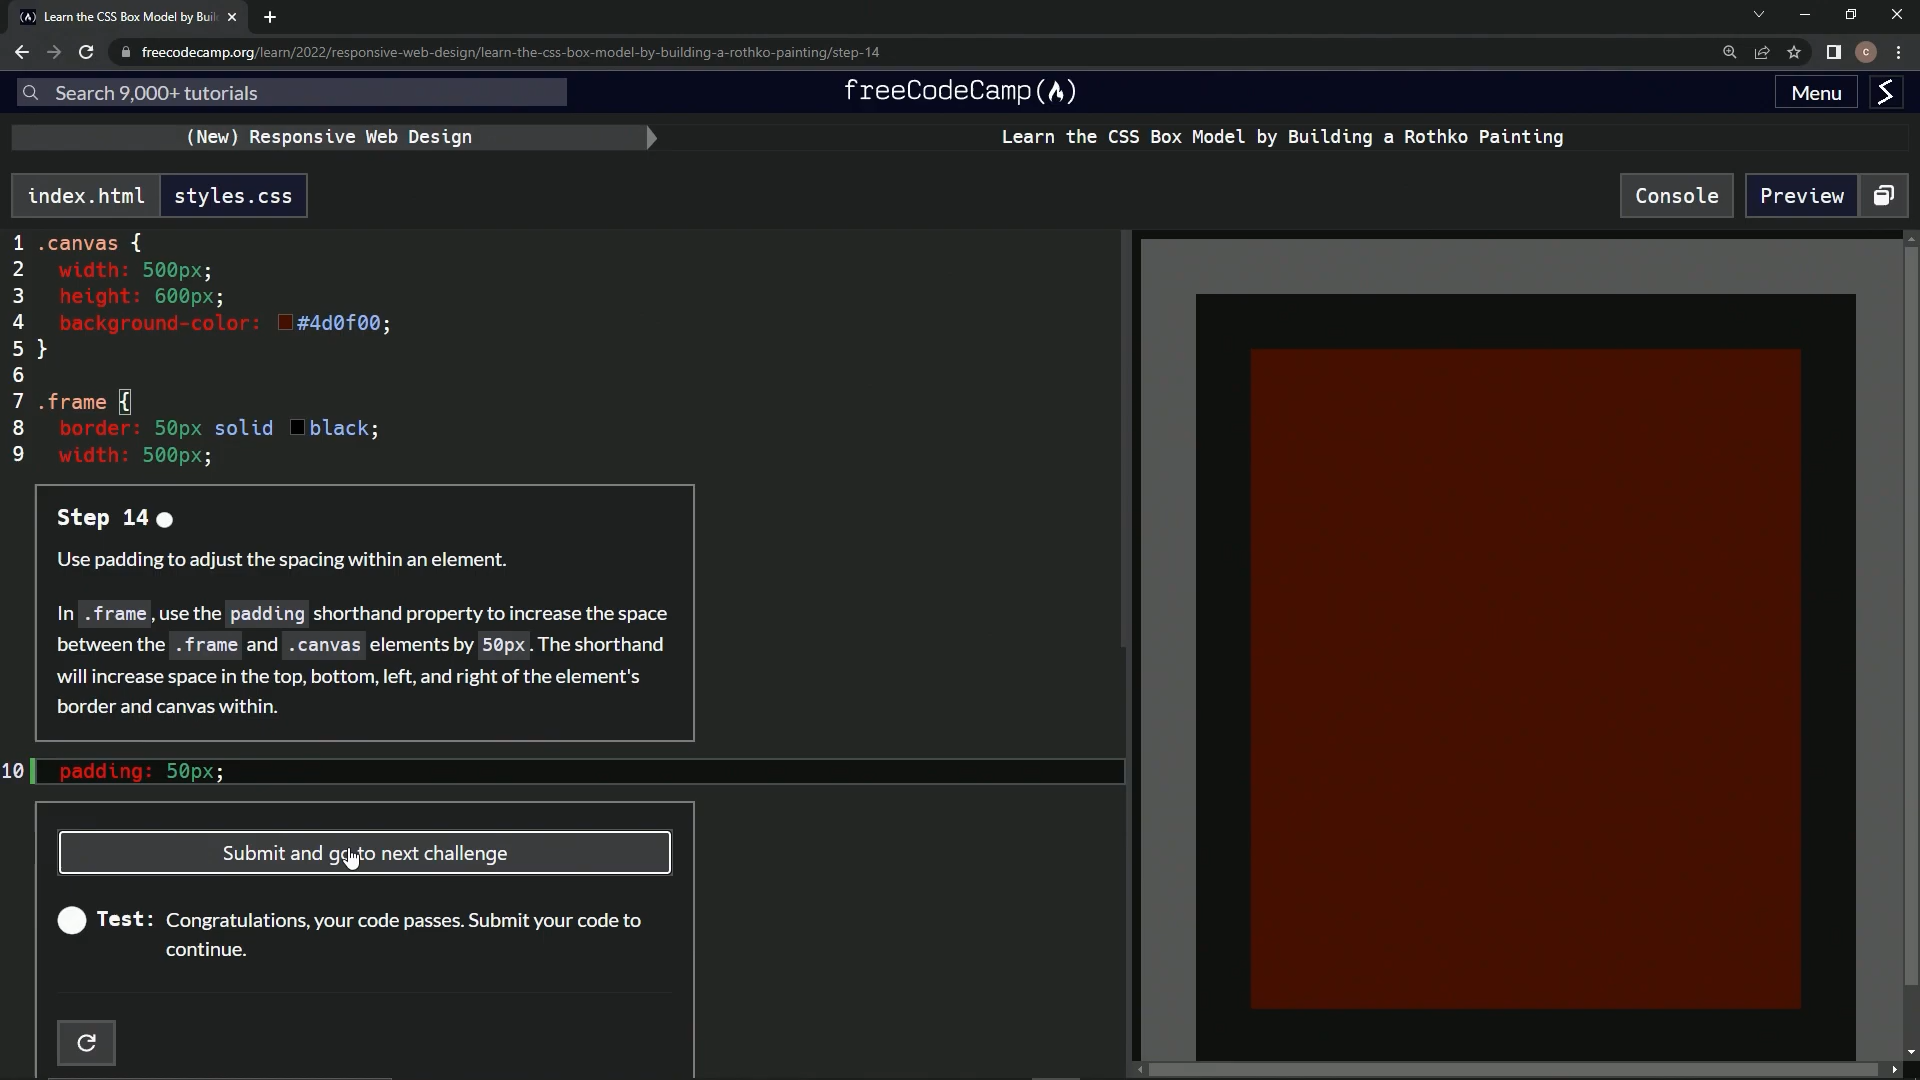 Learn the CSS Box Model by Buil
freecodecamp.org/learn/2022/responsive-web-design/learn-the-css-box-model-by-building-a-rothko-painting/step-14
C
Search 9,000+ tutorials
freeCodeCamp
Menu
(New) Responsive Web Design
Learn the CSS Box Model by Building a Rothko Painting
index.html
styles.css
Console
Preview
1 .canvas {
2 width: 500px;
3 height: 600px;
4 background-color: #4d0f00;
5 }
6
7 .frame {
8 border: 50px solid black;
9 width: 500px;
Step 14
Use padding to adjust the spacing within an element.
In .frame, use the padding shorthand property to increase the space
between the .frame and .canvas elements by 50px. The shorthand
will increase space in the top, bottom, left, and right of the element's
border and canvas within.
10 padding: 50px;
Submit and go to next challenge
Test: Congratulations, your code passes. Submit your code to
continue.